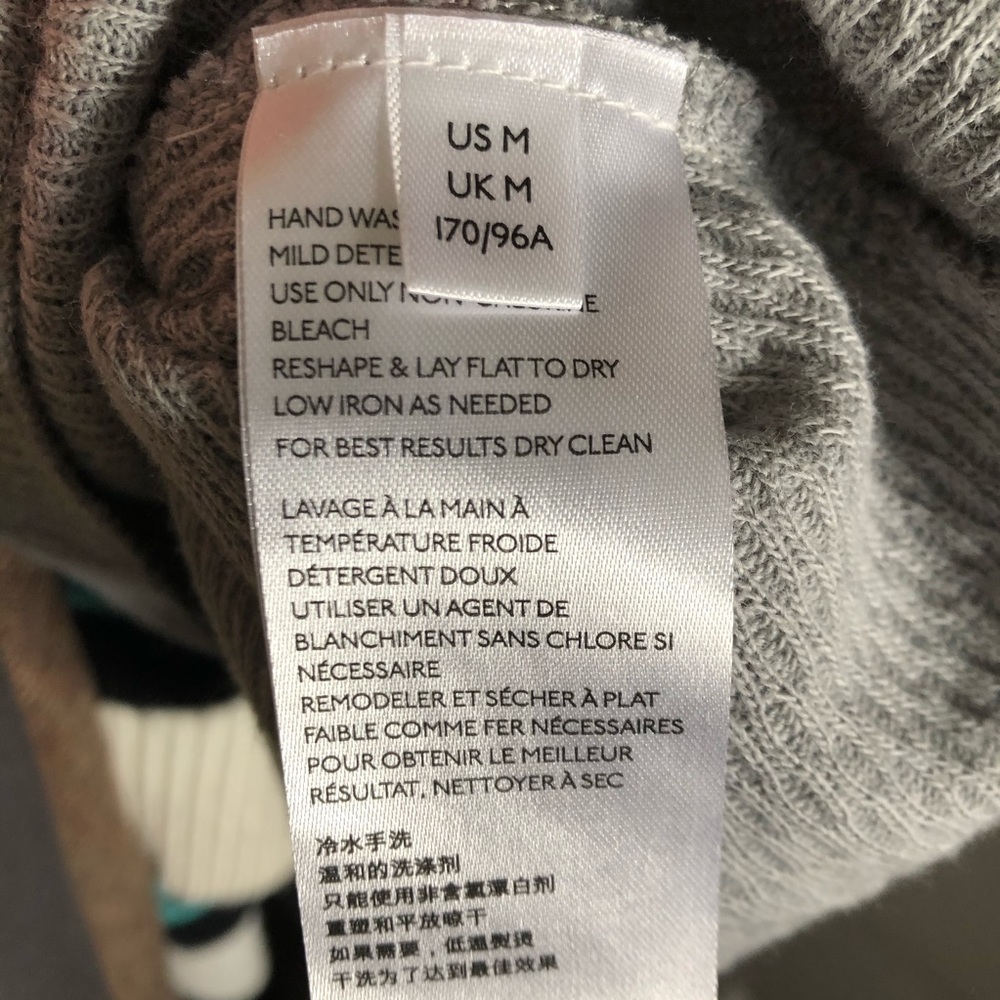 US M
UK M
170/96A
HAND WAS
MILD DETE
USE ONLY NON-CHLORINE
BLEACH
RESHAPE & LAY FLAT TO DRY
LOW IRON AS NEEDED
FOR BEST RESULTS DRY CLEAN
LAVAGE À LA MAIN À
TEMPÉRATURE FROIDE
DÉTERGENT DOUX
UTILISER UN AGENT DE
BLANCHIMENT SANS CHLORE SI
NÉCESSAIRE
REMODELER ET SÉCHER À PLAT
FAIBLE COMME FER NÉCESSAIRES
POUR OBTENIR LE MEILLEUR
RÉSULTAT, NETTOYER À SEC
冷水手洗
温和的洗涤剂
只能使用非含氯漂白剂
重塑和平放晾干
如果需要，低温熨烫
干洗为了达到最佳效果